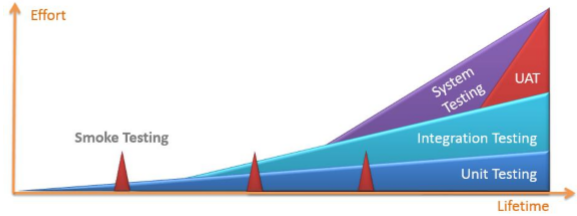 Effort
System
Testing
UAT
Smoke Testing
Integration Testing
Unit Testing
Lifetime